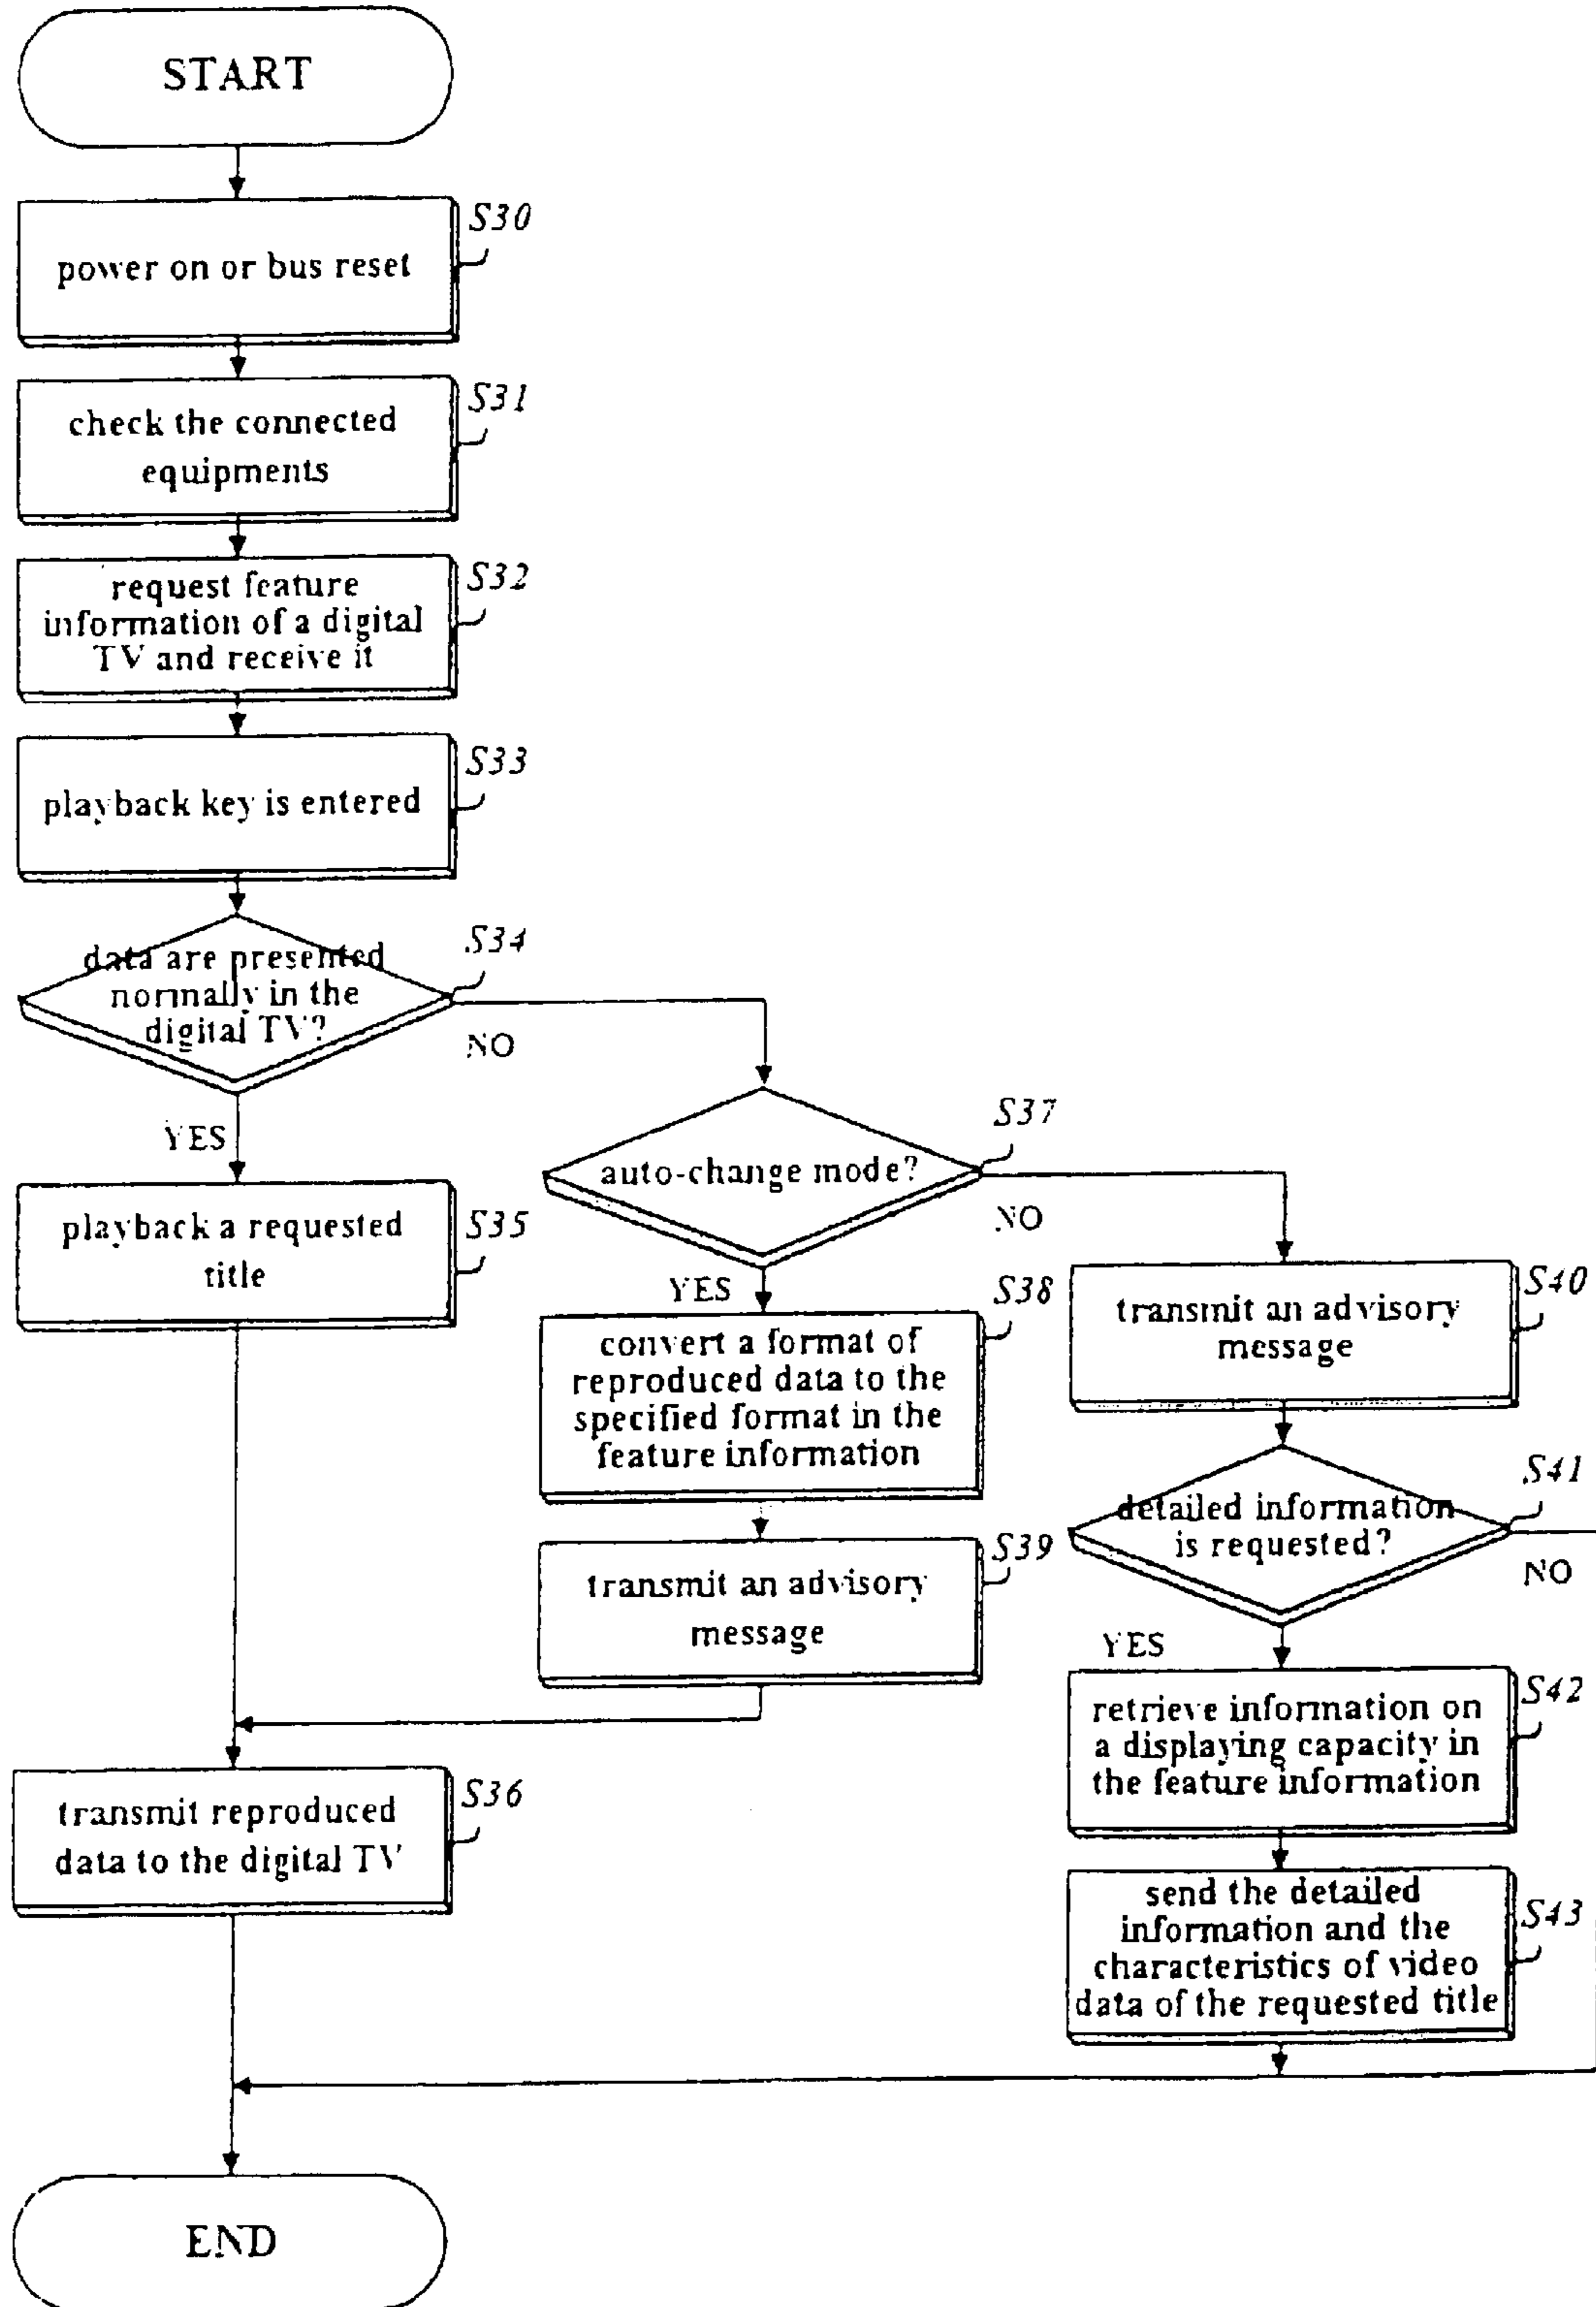 START
S30
power on or bus reset
S31
check the connected
equipments
S32
request feature
information of a digital
TV and receive it
S33
playback key is entered
S34
data are presented
normally in the
digital TV?
NO
YES
S35
playback a requested
title
S37
auto-change mode?
NO
YES
S38
convert a format of
reproduced data to the
specified format in the
feature information
S39
transmit an advisory
message
S40
transmit an advisory
message
S41
detailed information
is requested?
NO
YES
S42
retrieve information on
a displaying capacity in
the feature information
S43
send the detailed
information and the
characteristics of video
data of the requested title
S36
transmit reproduced
data to the digital TV
END